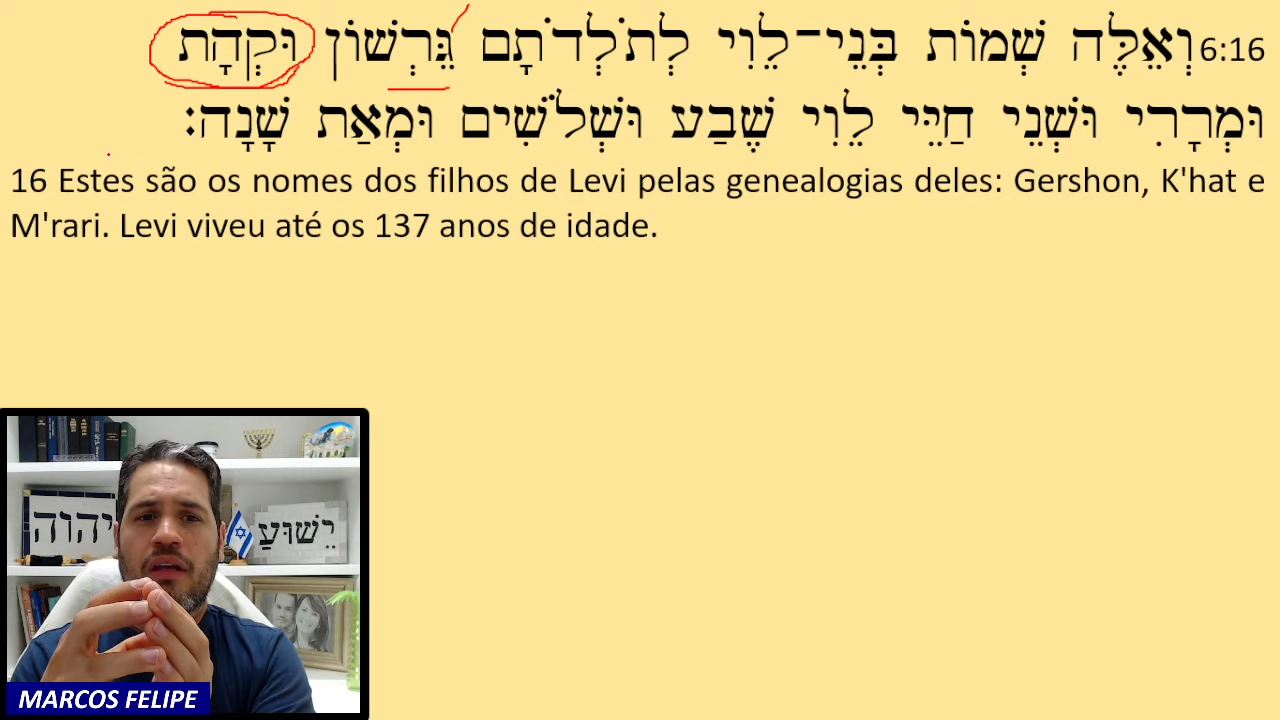 6:16 וְאֵלֶּה שְׁמוֹת בְּנֵי־לֵוִי לְתֹלְדֹתָם גֵּרְשׁוֹן וּקְהָת
וּמְרָרִי וּשְׁנֵי חַיֵּי לֵוִי שֶׁבַע וּשְׁלֹשִׁים וּמְאַת שָׁנָה׃
16 Estes são os nomes dos filhos de Levi pelas genealogias deles: Gershon, K'hat e
M'rari. Levi viveu até os 137 anos de idade.
יהוה
יֵשׁוּעַ
MARCOS FELIPE